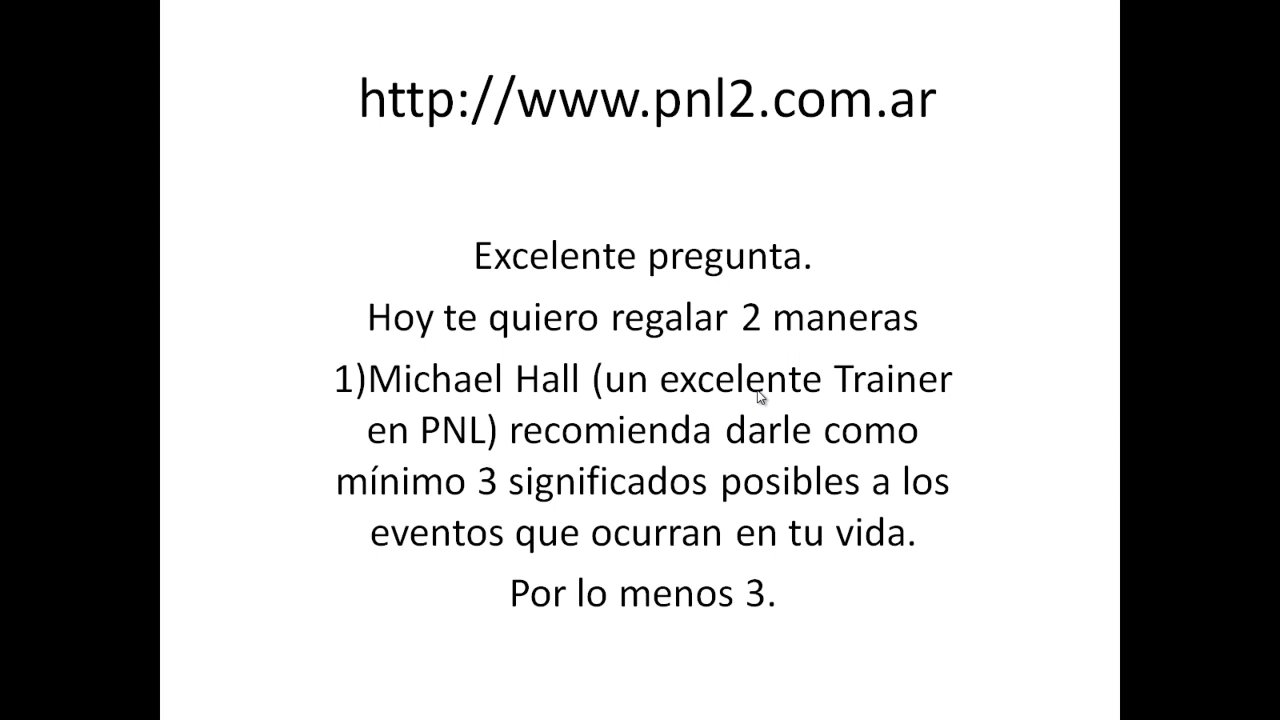 http://www.pnl2.com.ar
Excelente pregunta.
Hoy te quiero regalar 2 maneras
1)Michael Hall (un excelente Trainer
en PNL) recomienda darle como
mínimo 3 significados posibles a los
eventos que ocurran en tu vida.
Por lo menos 3.